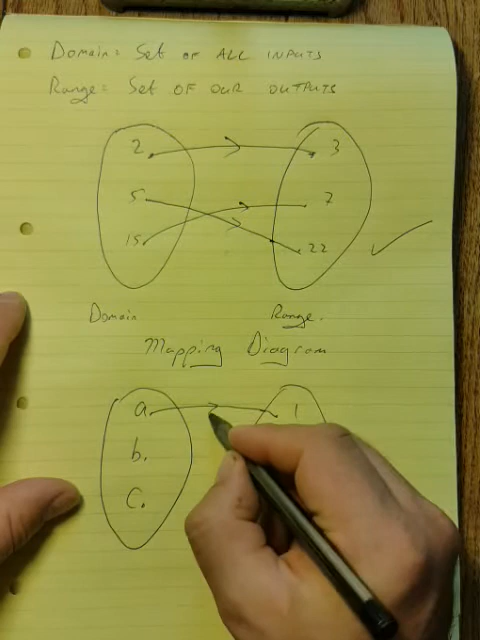 Domain = Set of ALL INPUTS
Range = Set OF OUR OUTPUTS
2 3
5 7
15 22
Domain Range.
Mapping Diagram
a. 1
b.
c.